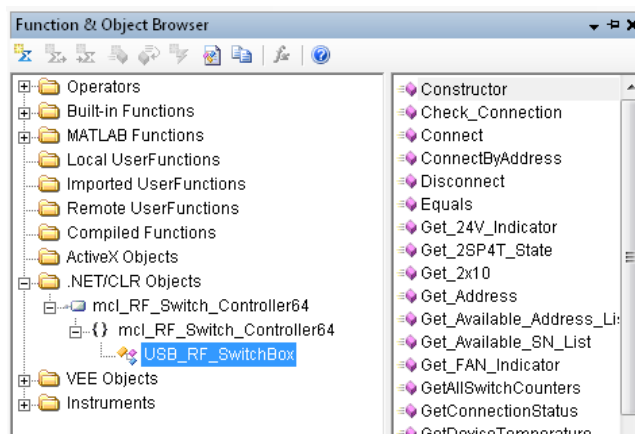 Function & Object Browser
Operators
Built-in Functions
MATLAB Functions
Local UserFunctions
Imported UserFunctions
Remote UserFunctions
Compiled Functions
ActiveX Objects
.NET/CLR Objects
mcl_RF_Switch_Controller64
{} mcl_RF_Switch_Controller64
USB_RF_SwitchBox
VEE Objects
Instruments
Constructor
Check_Connection
Connect
ConnectByAddress
Disconnect
Equals
Get_24V_Indicator
Get_2SP4T_State
Get_2x10
Get_Address
Get_Available_Address_Li
Get_Available_SN_List
Get_FAN_Indicator
GetAllSwitchCounters
GetConnectionStatus
GetDeviceTemperature